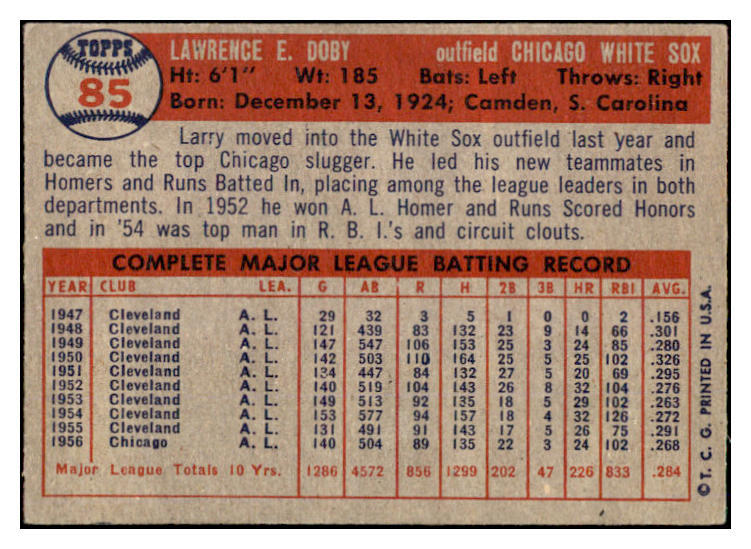 TOPPS
85
LAWRENCE E. DOBY outfield CHICAGO WHITE SOX
Ht: 6'1" Wt: 185 Bats: Left Throws: Right
Born: December 13, 1924; Camden, S. Carolina
Larry moved into the White Sox outfield last year and
became the top Chicago slugger. He led his new teammates in
Homers and Runs Batted In, placing among the league leaders in both
departments. In 1952 he won A. L. Homer and Runs Scored Honors
and in '54 was top man in R. B. I.'s and circuit clouts.
COMPLETE MAJOR LEAGUE BATTING RECORD
YEAR CLUB LEA. G AB R H 2B 3B HR RBI AVG.
1947 Cleveland A. L. 29 32 3 5 1 0 0 2 .156
1948 Cleveland A. L. 121 439 83 132 23 9 14 66 .301
1949 Cleveland A. L. 147 547 106 153 25 3 24 85 .280
1950 Cleveland A. L. 142 503 110 164 25 5 25 102 .326
1951 Cleveland A. L. 134 447 84 132 27 5 20 69 .295
1952 Cleveland A. L. 140 519 104 143 26 8 32 104 .276
1953 Cleveland A. L. 149 513 92 135 18 5 29 102 .263
1954 Cleveland A. L. 153 577 94 157 18 4 32 126 .272
1955 Cleveland A. L. 131 491 91 143 17 5 26 75 .291
1956 Chicago A. L. 140 504 89 135 22 3 24 102 .268
Major League Totals 10 Yrs. 1286 4572 856 1299 202 47 226 833 .284
©T. C. G. PRINTED IN U.S.A.